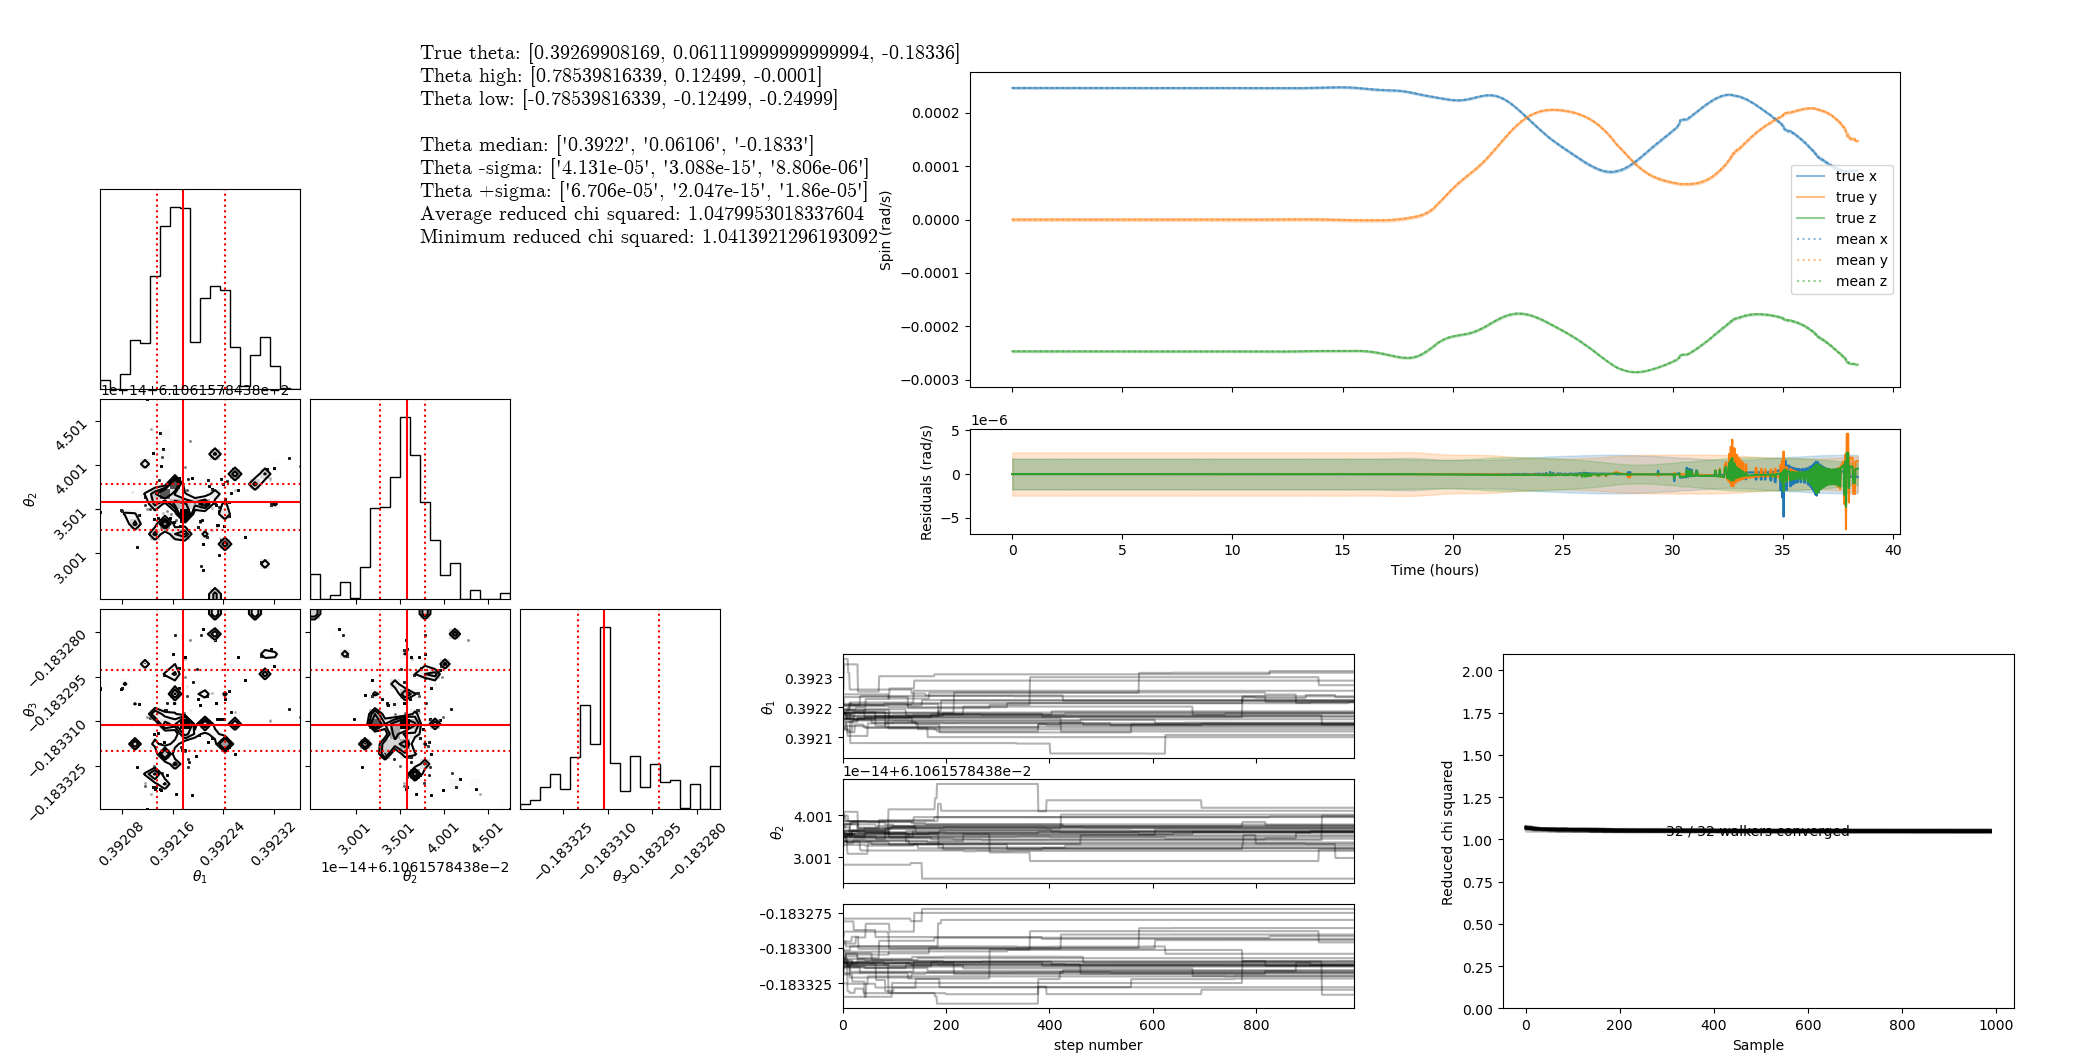 True theta: [0.39269908169, 0.061119999999999994, -0.18336]
Theta high: [0.78539816339, 0.12499, -0.0001]
Theta low: [-0.78539816339, -0.12499, -0.24999]
Theta median: ['0.3922', '0.06106', '-0.1833']
Theta -sigma: ['4.131e-05', '3.088e-15', '8.806e-06']
Theta +sigma: ['6.706e-05', '2.047e-15', '1.86e-05']
Average reduced chi squared: 1.0479953018337604
Minimum reduced chi squared: 1.0413921296193092
1e−14+6.1061578438e−2
4.501
4.001
3.501
3.001
θ2
−0.183280
−0.183295
−0.183310
−0.183325
θ3
0.39208
0.39216
0.39224
0.39232
θ1
3.001
3.501
4.001
4.501
1e−14+6.1061578438e−2
θ2
−0.183325
−0.183310
−0.183295
−0.183280
θ3
0.0002
0.0001
0.0000
−0.0001
−0.0002
−0.0003
Spin (rad/s)
true x
true y
true z
mean x
mean y
mean z
1e−6
5
0
−5
Residuals (rad/s)
0
5
10
15
20
25
30
35
40
Time (hours)
0.3923
0.3922
0.3921
θ1
1e−14+6.1061578438e−2
4.001
3.001
θ2
−0.183275
−0.183300
−0.183325
0
200
400
600
800
step number
2.00
1.75
1.50
1.25
1.00
0.75
0.50
0.25
0.00
Reduced chi squared
32 / 32 walkers converged
0
200
400
600
800
1000
Sample